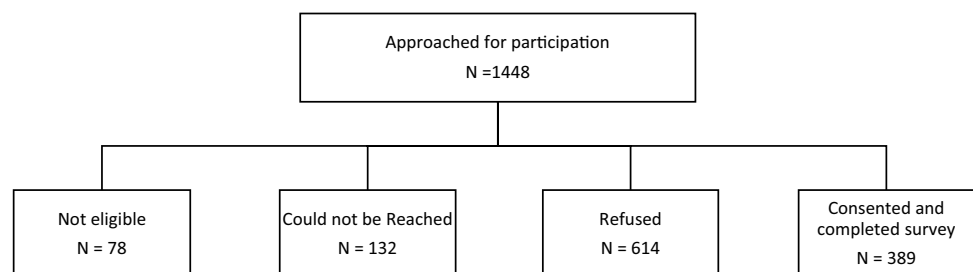 Approached for participation
N =1448
Not eligible
N = 78
Could not be Reached
N = 132
Refused
N = 614
Consented and
completed survey
N = 389